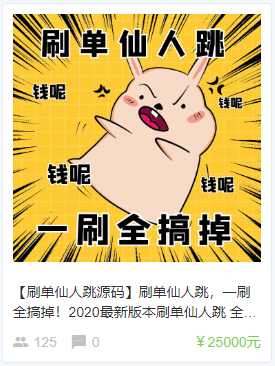 刷单仙人跳
钱呢
钱呢
钱呢
钱呢
一刷全搞掉
【刷单仙人跳源码】刷单仙人跳，一刷
全搞掉！2020最新版本刷单仙人跳 全...
125 0 ￥25000元